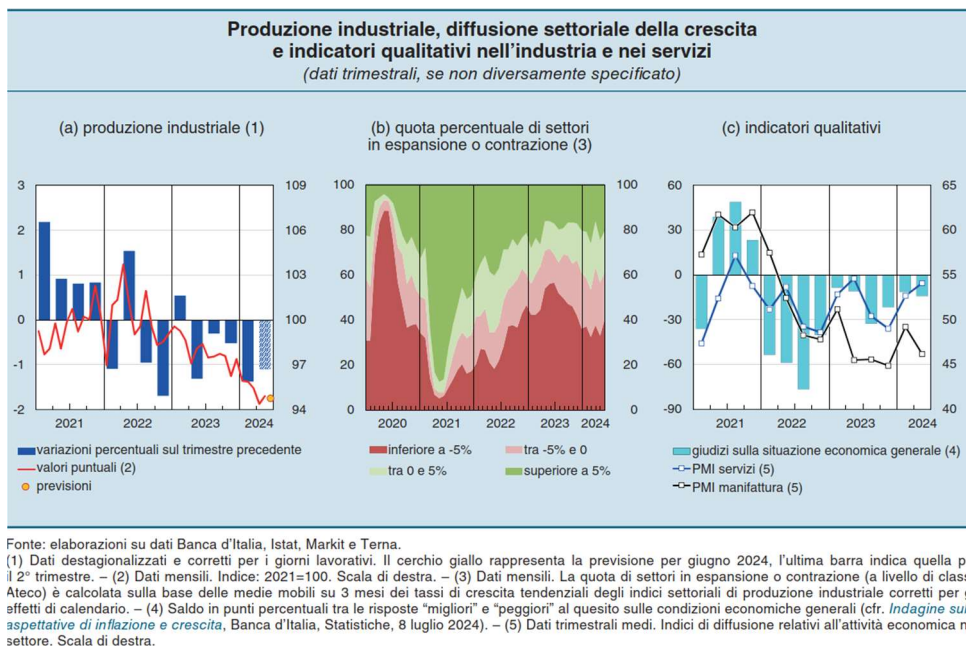 Produzione industriale, diffusione settoriale della crescita
e indicatori qualitativi nell'industria e nei servizi
(dati trimestrali, se non diversamente specificato)
(a) produzione industriale (1)
3 109
2 106
1 103
0 100
-1 97
-2 94
2021 2022 2023 2024
variazioni percentuali sul trimestre precedente
valori puntuali (2)
previsioni
(b) quota percentuale di settori
in espansione o contrazione (3)
100 100
80 80
60 60
40 40
20 20
0 0
2020 2021 2022 2023 2024
inferiore a -5% tra -5% e 0
tra 0 e 5% superiore a 5%
(c) indicatori qualitativi
60 65
30 60
0 55
-30 50
-60 45
-90 40
2021 2022 2023 2024
giudizi sulla situazione economica generale (4)
PMI servizi (5)
PMI manifattura (5)
Fonte: elaborazioni su dati Banca d'Italia, Istat, Markit e Terna.
(1) Dati destagionalizzati e corretti per i giorni lavorativi. Il cerchio giallo rappresenta la previsione per giugno 2024, l'ultima barra indica quella p
il 2° trimestre. – (2) Dati mensili. Indice: 2021=100. Scala di destra. – (3) Dati mensili. La quota di settori in espansione o contrazione (a livello di clas
Ateco) è calcolata sulla base delle medie mobili su 3 mesi dei tassi di crescita tendenziali degli indici settoriali di produzione industriale corretti per
effetti di calendario. – (4) Saldo in punti percentuali tra le risposte "migliori" e "peggiori" al quesito sulle condizioni economiche generali (cfr. Indagine su
aspettative di inflazione e crescita, Banca d'Italia, Statistiche, 8 luglio 2024). – (5) Dati trimestrali medi. Indici di diffusione relativi all'attività economica n
settore. Scala di destra.